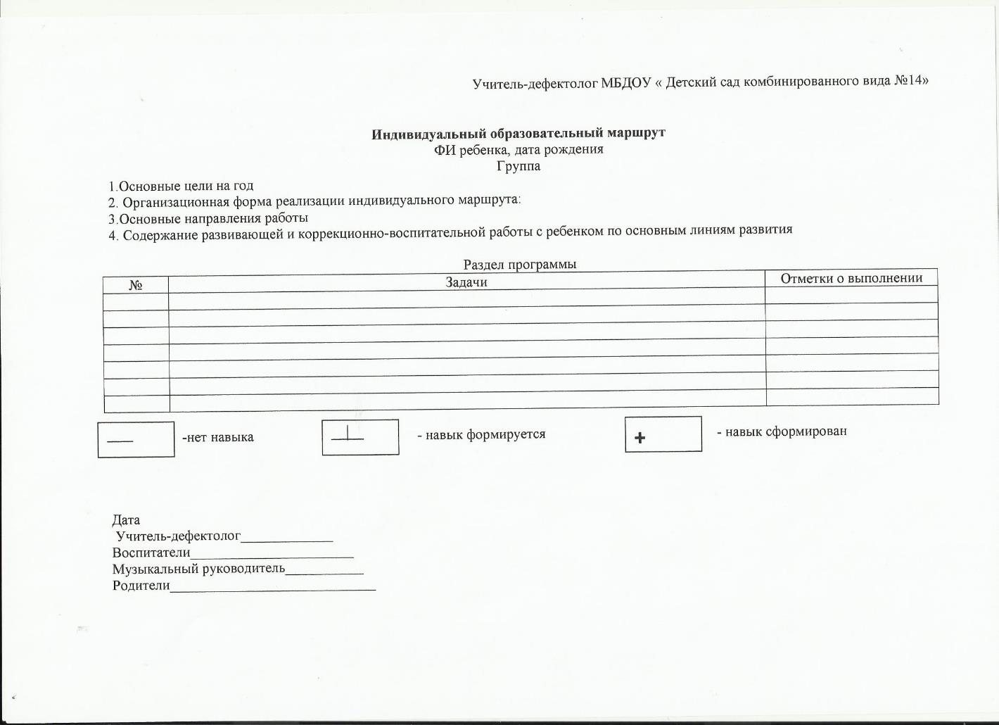 Учитель-дефектолог МБДОУ « Детский сад комбинированного вида №14»
Индивидуальный образовательный маршрут
ФИ ребенка, дата рождения
Группа
1.Основные цели на год
2. Организационная форма реализации индивидуального маршрута:
3.Основные направления работы
4. Содержание развивающей и коррекционно-воспитательной работы с ребенком по основным линиям развития
Раздел программы
№ Задачи Отметки о выполнении
-нет навыка - навык формируется + - навык сформирован
Дата
Учитель-дефектолог_____________
Воспитатели_______________________
Музыкальный руководитель___________
Родители_____________________________